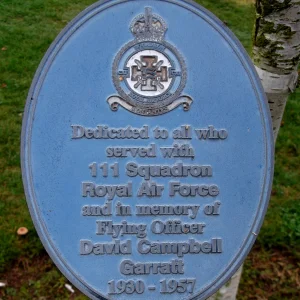 Dedicated to all who
served with
111 Squadron
Royal Air Force
and in memory of
Flying Officer
David Campbell
Garratt
1930 - 1957